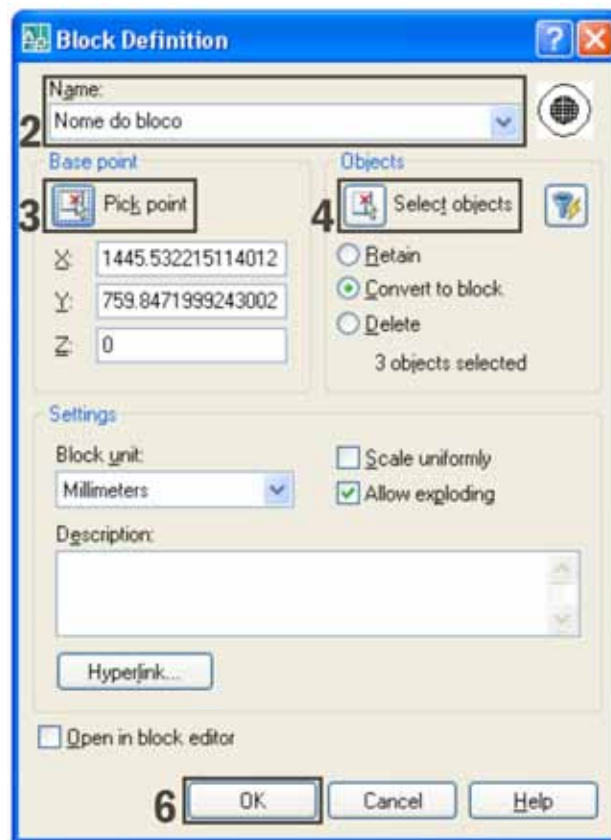 Block Definition
Name:
2 Nome do bloco
Base point
3 Pick point
X: 1445.532215114012
Y: 759.8471999243002
Z: 0
Objects
4 Select objects
Retain
Convert to block
Delete
3 objects selected
Settings
Block unit:
Millimeters
Scale uniformly
Allow exploding
Description:
Hyperlink...
Open in block editor
6 OK Cancel Help